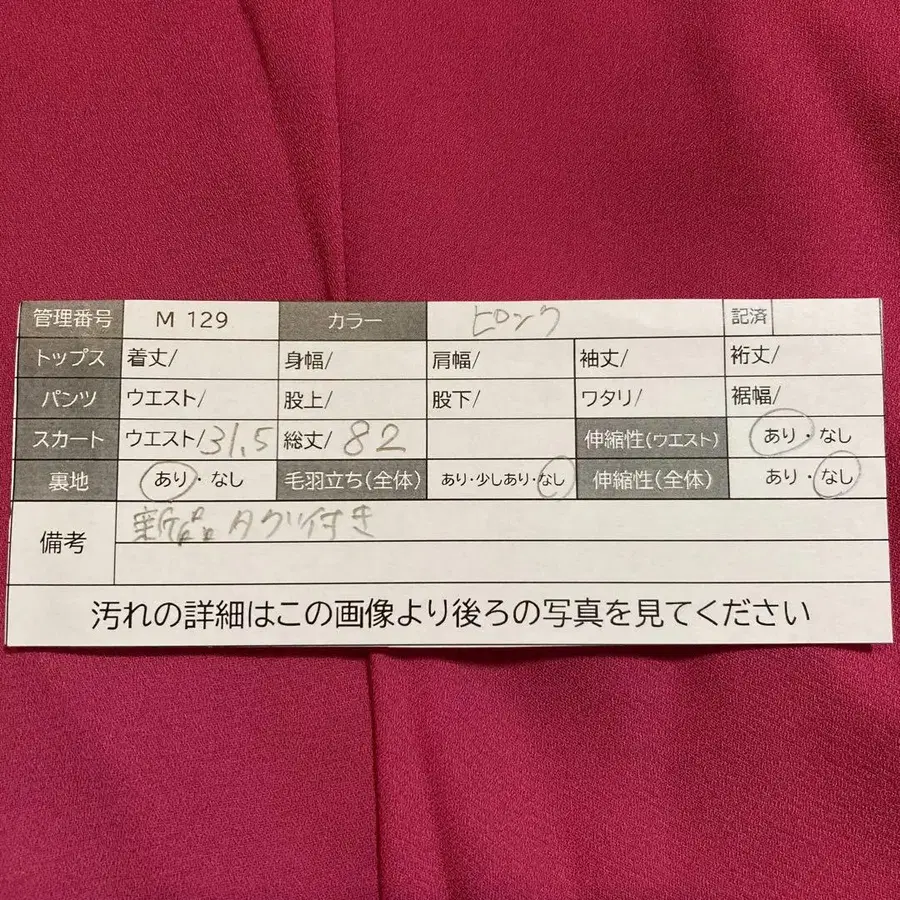 管理番号 M 129 カラー ピンク 記済
トップス 着丈/ 身幅/ 肩幅/ 袖丈/ 裄丈/
パンツ ウエスト/ 股上/ 股下/ ワタリ/ 裾幅/
スカート ウエスト/31.5 総丈/82 伸縮性(ウエスト) あり・なし
裏地 あり・なし 毛羽立ち(全体) あり・少しあり・なし 伸縮性(全体) あり・なし
備考 新品タグ付き
汚れの詳細はこの画像より後ろの写真を見てください